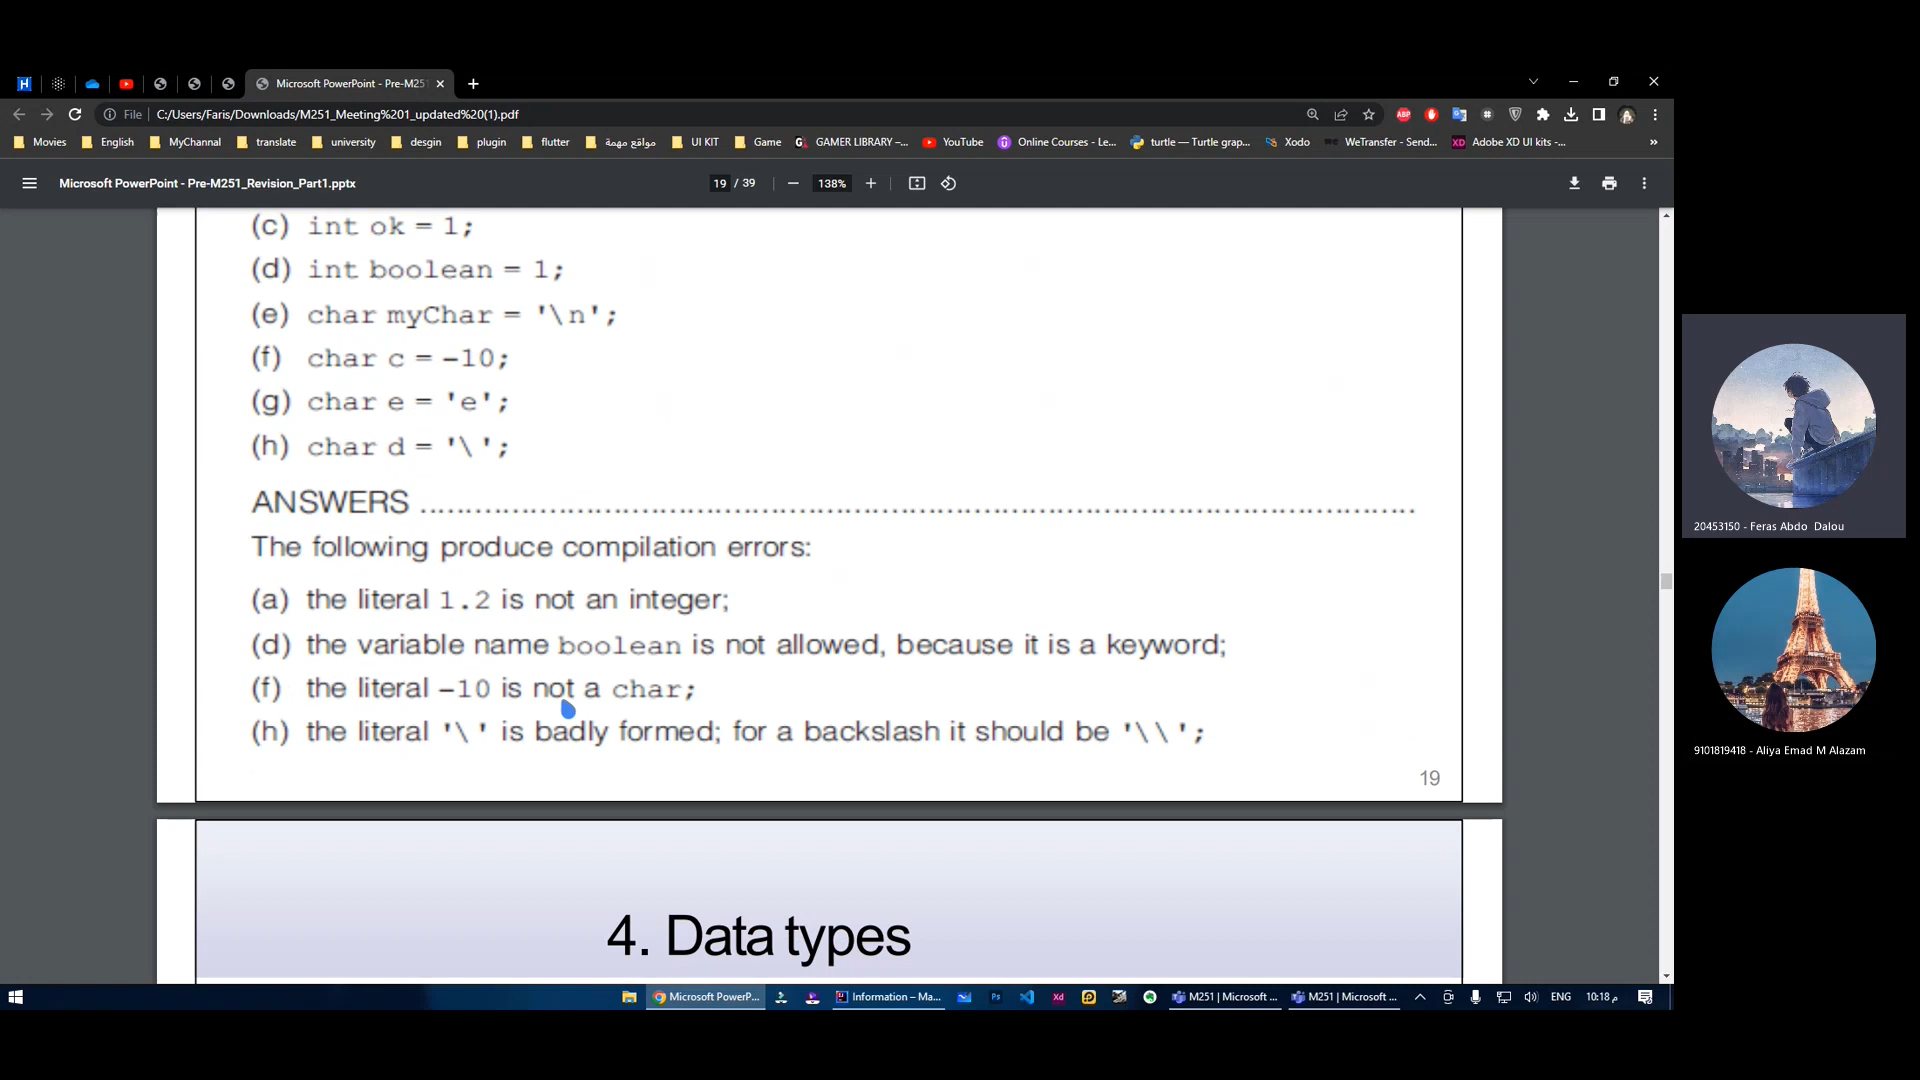 Microsoft PowerPoint - Pre-M251
File
C:/Users/Faris/Downloads/M251_Meeting%201_updated%20(1).pdf
Movies English MyChannal translate university desgin plugin flutter مواقع مهمة UI KIT Game GAMER LIBRARY –... YouTube Online Courses - Le... turtle — Turtle grap... Xodo WeTransfer - Send... Adobe XD UI kits -... »
Microsoft PowerPoint - Pre-M251_Revision_Part1.pptx
19 / 39
138%
(c) int ok = 1;
(d) int boolean = 1;
(e) char myChar = '\n';
(f) char c = -10;
(g) char e = 'e';
(h) char d = '\';
ANSWERS ................................................................................
The following produce compilation errors:
(a) the literal 1.2 is not an integer;
(d) the variable name boolean is not allowed, because it is a keyword;
(f) the literal -10 is not a char;
(h) the literal '\' is badly formed; for a backslash it should be '\\';
19
4. Data types
20453150 - Feras Abdo Dalou
9101819418 - Aliya Emad M Alazam
Microsoft PowerP...
Information – Ma...
M251 | Microsoft ...
M251 | Microsoft ...
ENG
10:18 م